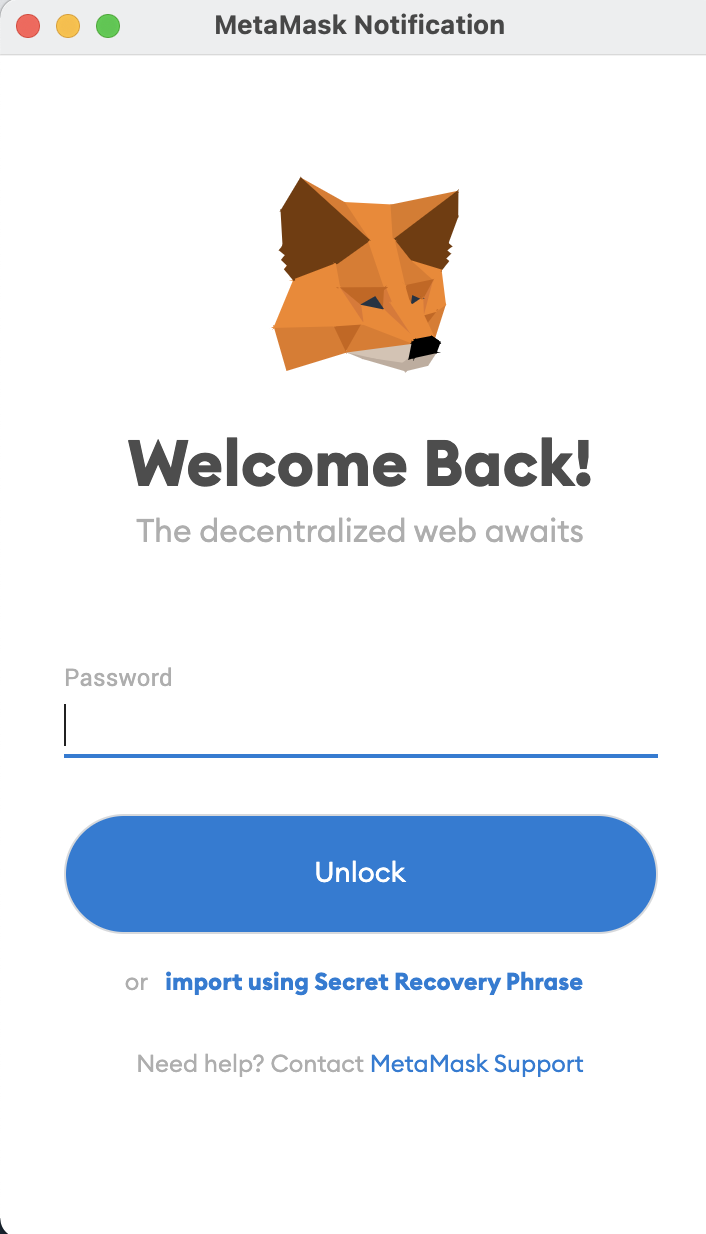 MetaMask Notification
Welcome Back!
The decentralized web awaits
Password
Unlock
or import using Secret Recovery Phrase
Need help? Contact MetaMask Support